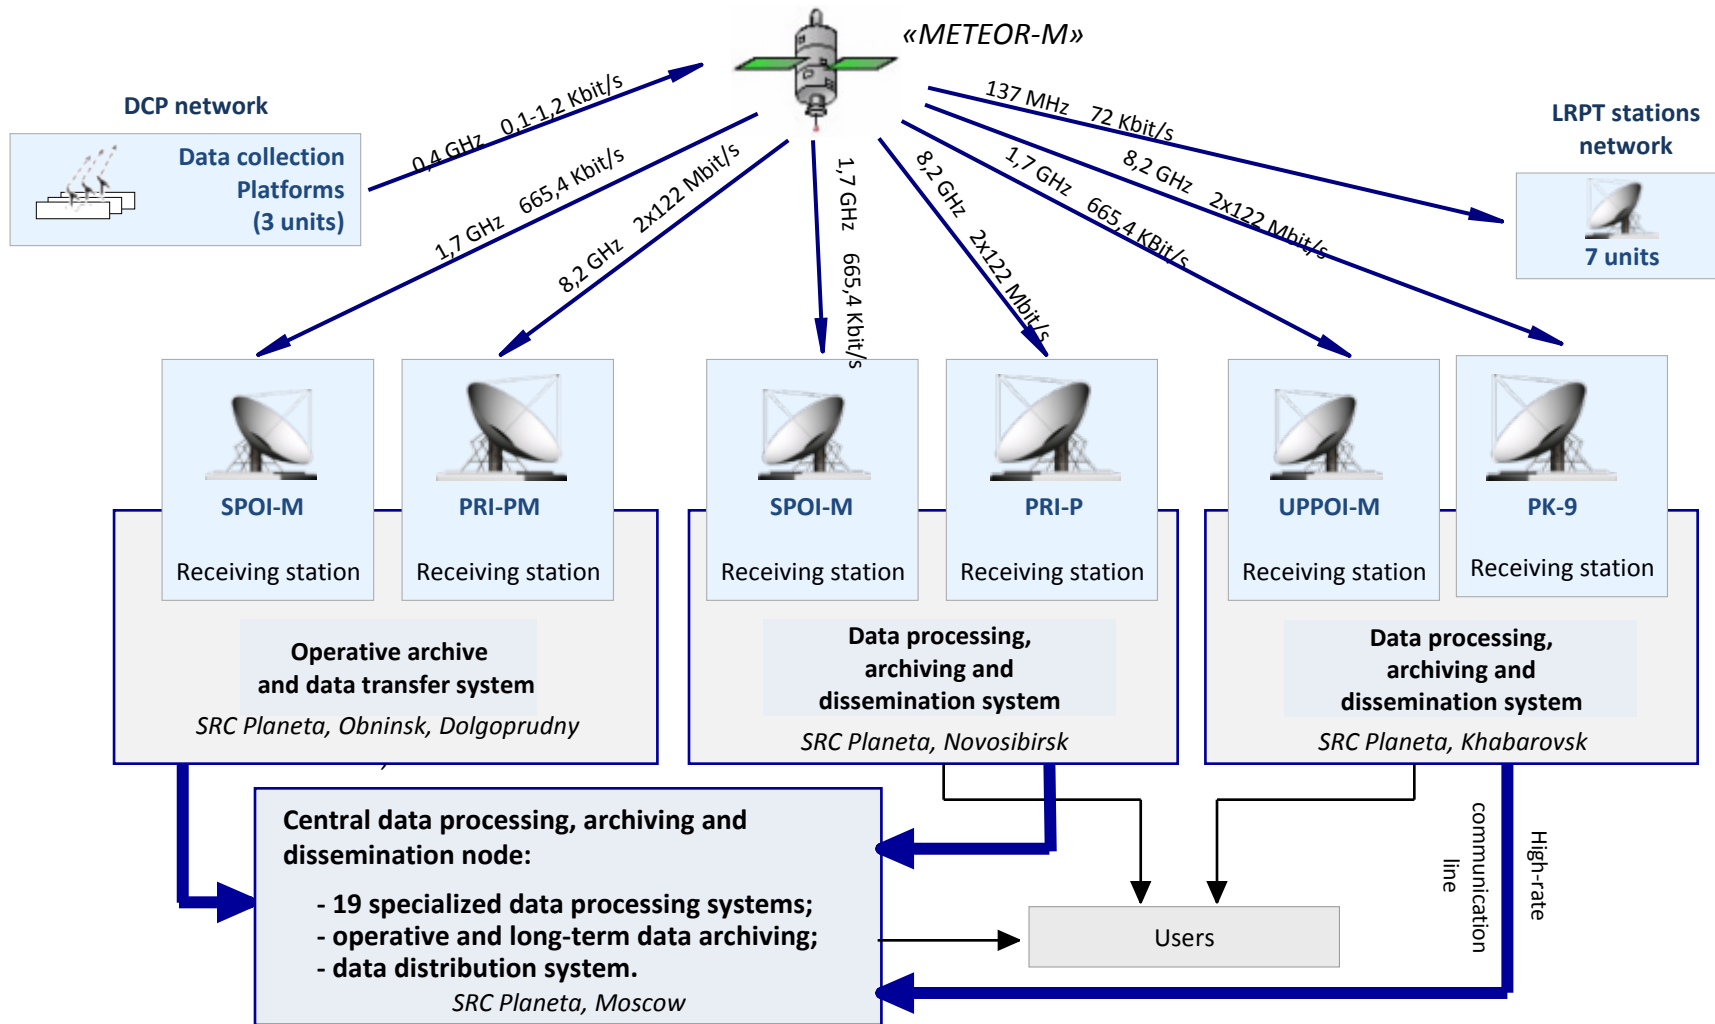 «METEOR-M»
DCP network
Data collection
Platforms
(3 units)
0,4 GHz 0,1-1,2 Kbit/s
1,7 GHz 665,4 Kbit/s
8,2 GHz 2x122 Mbit/s
1,7 GHz 665,4 Kbit/s
8,2 GHz 2x122 Mbit/s
1,7 GHz 665,4 KBit/s
8,2 GHz 2x122 Mbit/s
137 MHz 72 Kbit/s
LRPT stations
network
7 units
SPOI-M
Receiving station
PRI-PM
Receiving station
SPOI-M
Receiving station
PRI-P
Receiving station
UPPOI-M
Receiving station
PK-9
Receiving station
Operative archive
and data transfer system
SRC Planeta, Obninsk, Dolgoprudny
Data processing,
archiving and
dissemination system
SRC Planeta, Novosibirsk
Data processing,
archiving and
dissemination system
SRC Planeta, Khabarovsk
Central data processing, archiving and
dissemination node:
- 19 specialized data processing systems;
- operative and long-term data archiving;
- data distribution system.
SRC Planeta, Moscow
Users
High-rate
communication
line